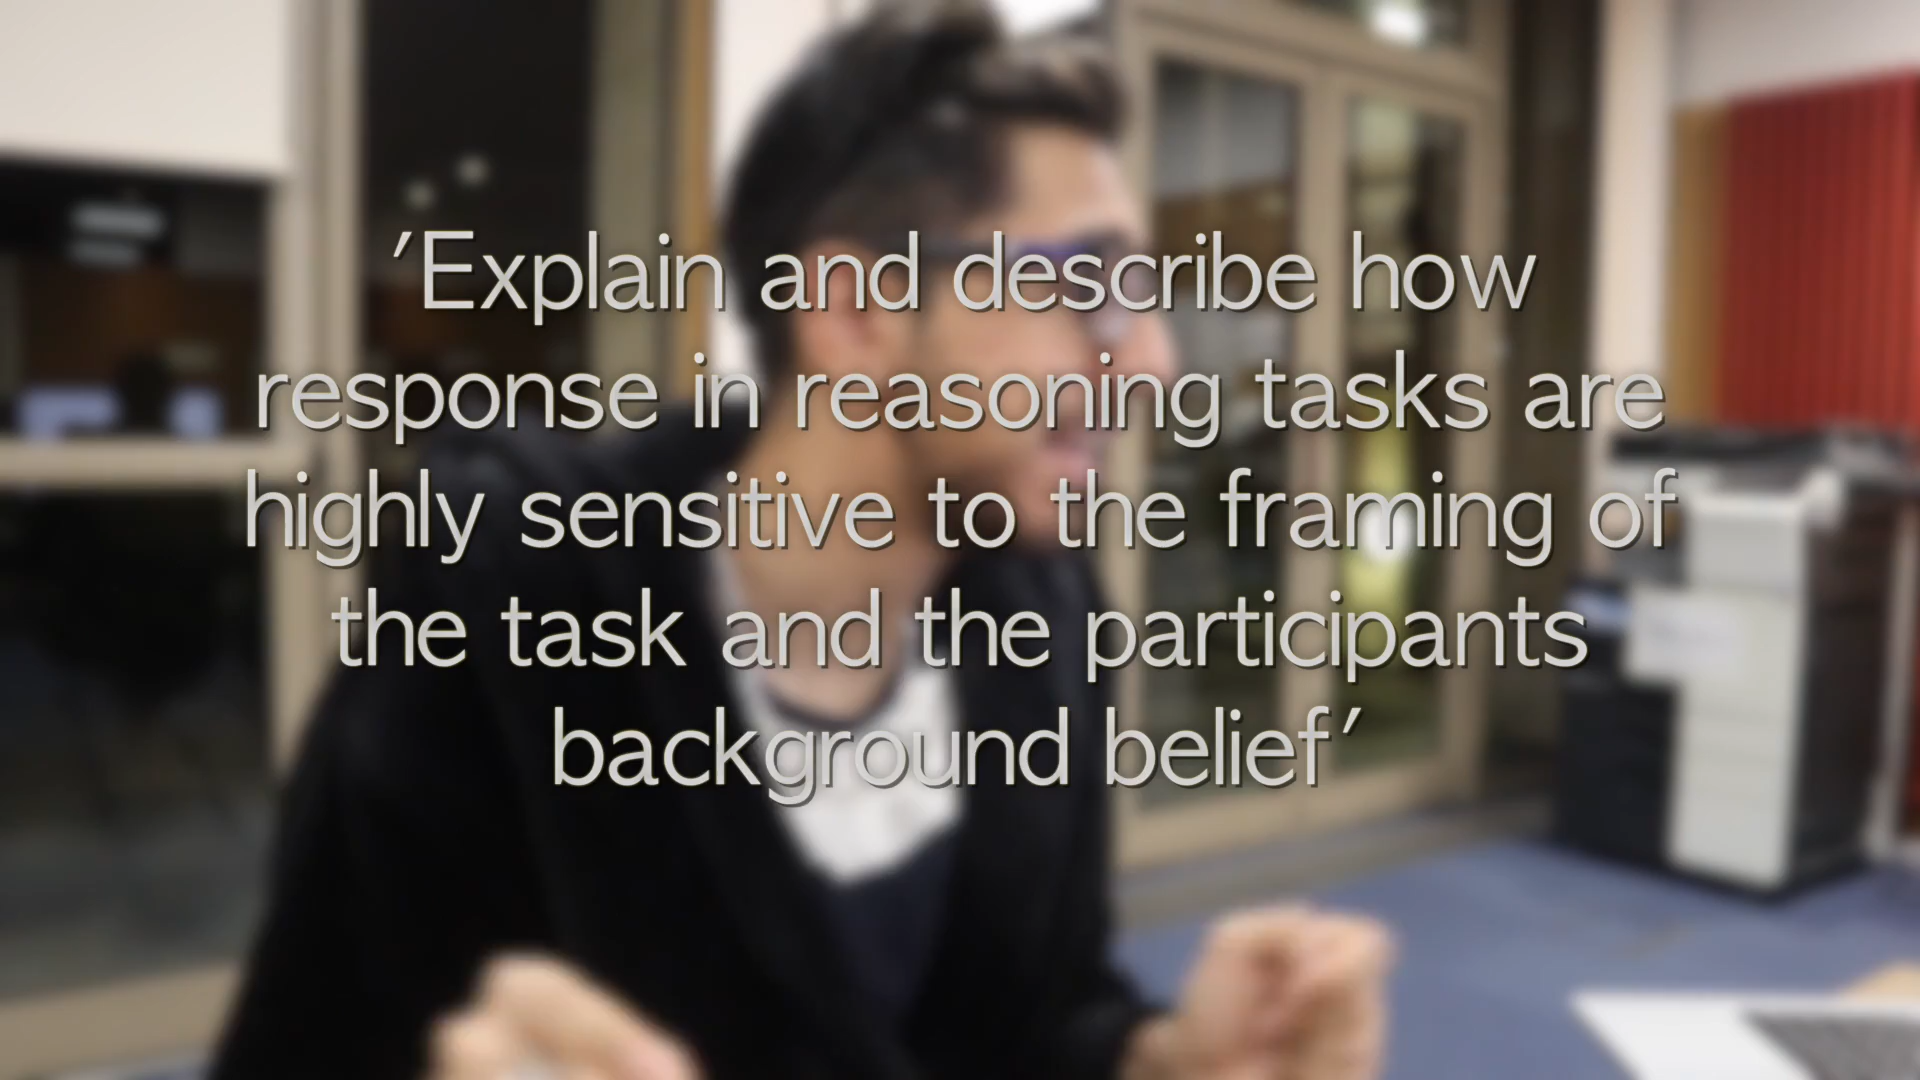 'Explain and describe how
response in reasoning tasks are
highly sensitive to the framing of
the task and the participants
background belief'